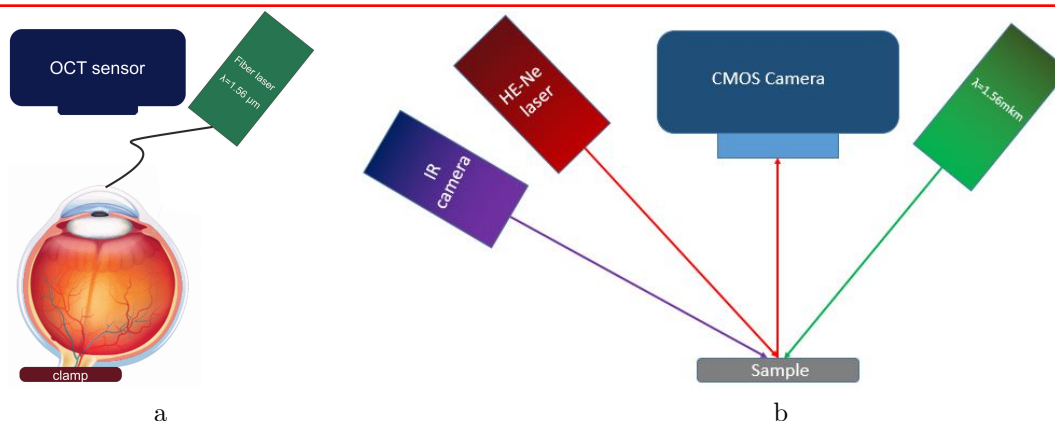 OCT sensor
Fiber laser
λ=1.56 μm
clamp
a
HE-Ne
laser
IR
camera
CMOS Camera
λ=1.56mkm
Sample
b